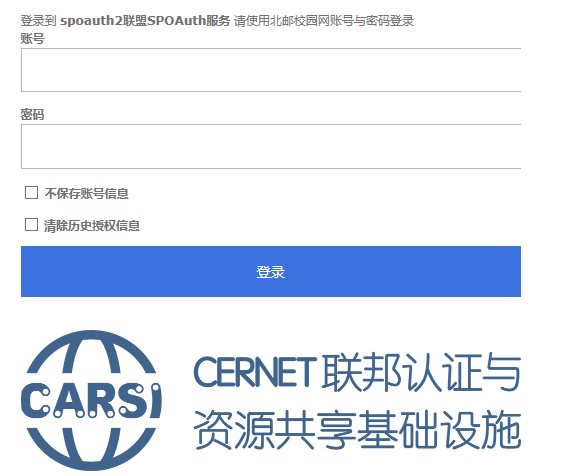 登录到 spoauth2联盟SPOAuth服务 请使用北邮校园网账号与密码登录
账号
密码
不保存账号信息
清除历史授权信息
登录
CARSI
CERNET 联邦认证与
资源共享基础设施